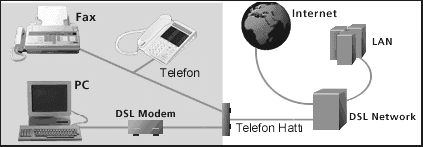 Fax
Internet
LAN
Telefon
PC
DSL Modem
Telefon Hattı
DSL Network